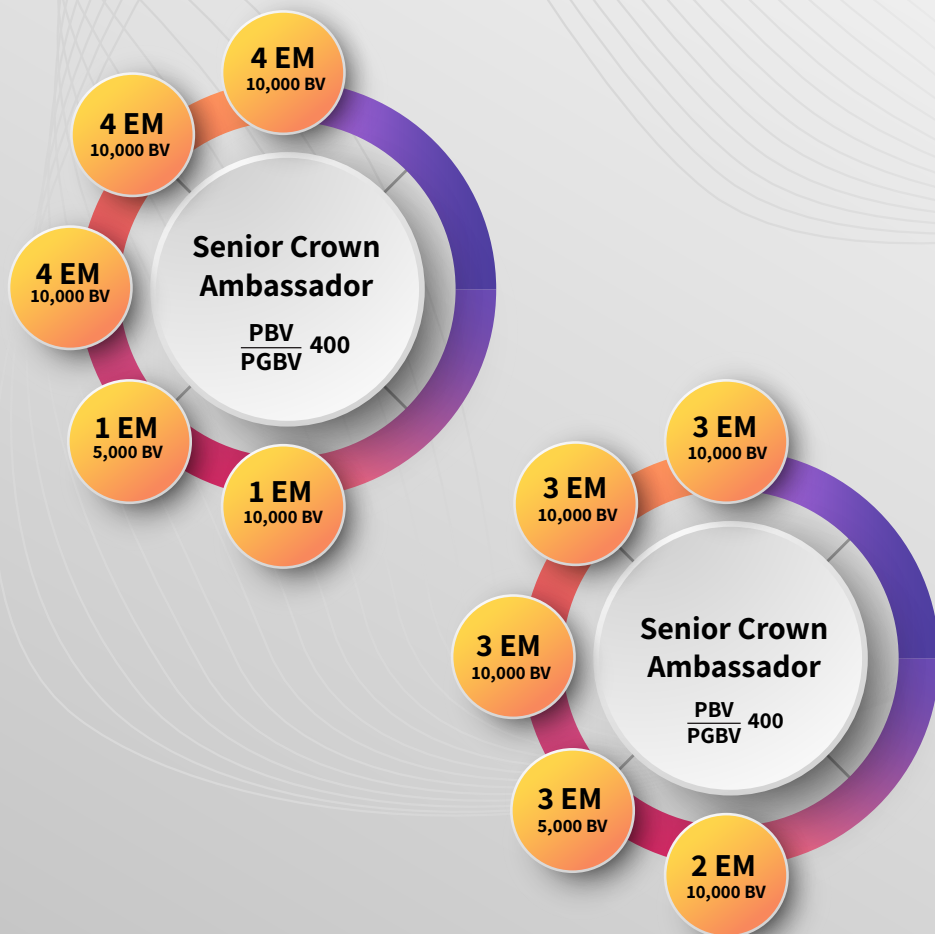 4 EM
10,000 BV
4 EM
10,000 BV
4 EM
10,000 BV
1 EM
5,000 BV
1 EM
10,000 BV
Senior Crown
Ambassador
PBV
PGBV 400
3 EM
10,000 BV
3 EM
10,000 BV
3 EM
10,000 BV
3 EM
5,000 BV
2 EM
10,000 BV
Senior Crown
Ambassador
PBV
PGBV 400